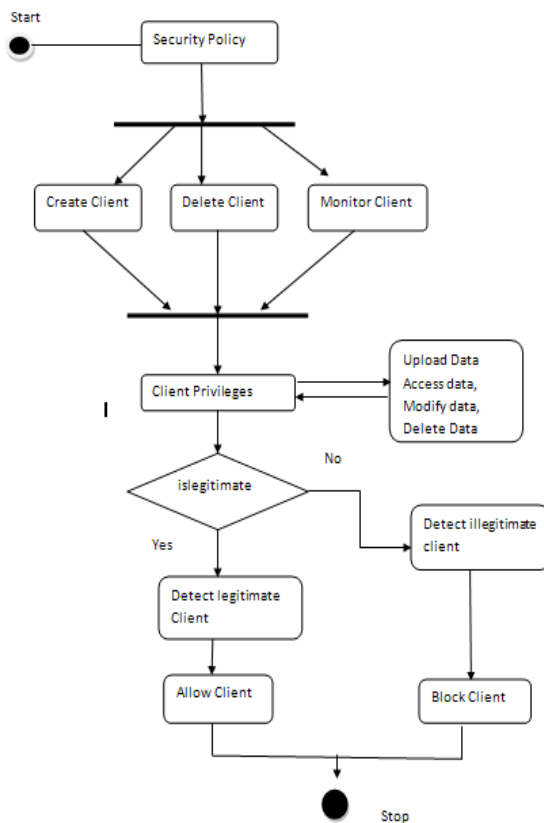 Start
Security Policy
Create Client
Delete Client
Monitor Client
Client Privileges
Upload Data
Access data,
Modify data,
Delete Data
I
islegitimate
No
Yes
Detect illegitimate
client
Detect legitimate
Client
Allow Client
Block Client
Stop